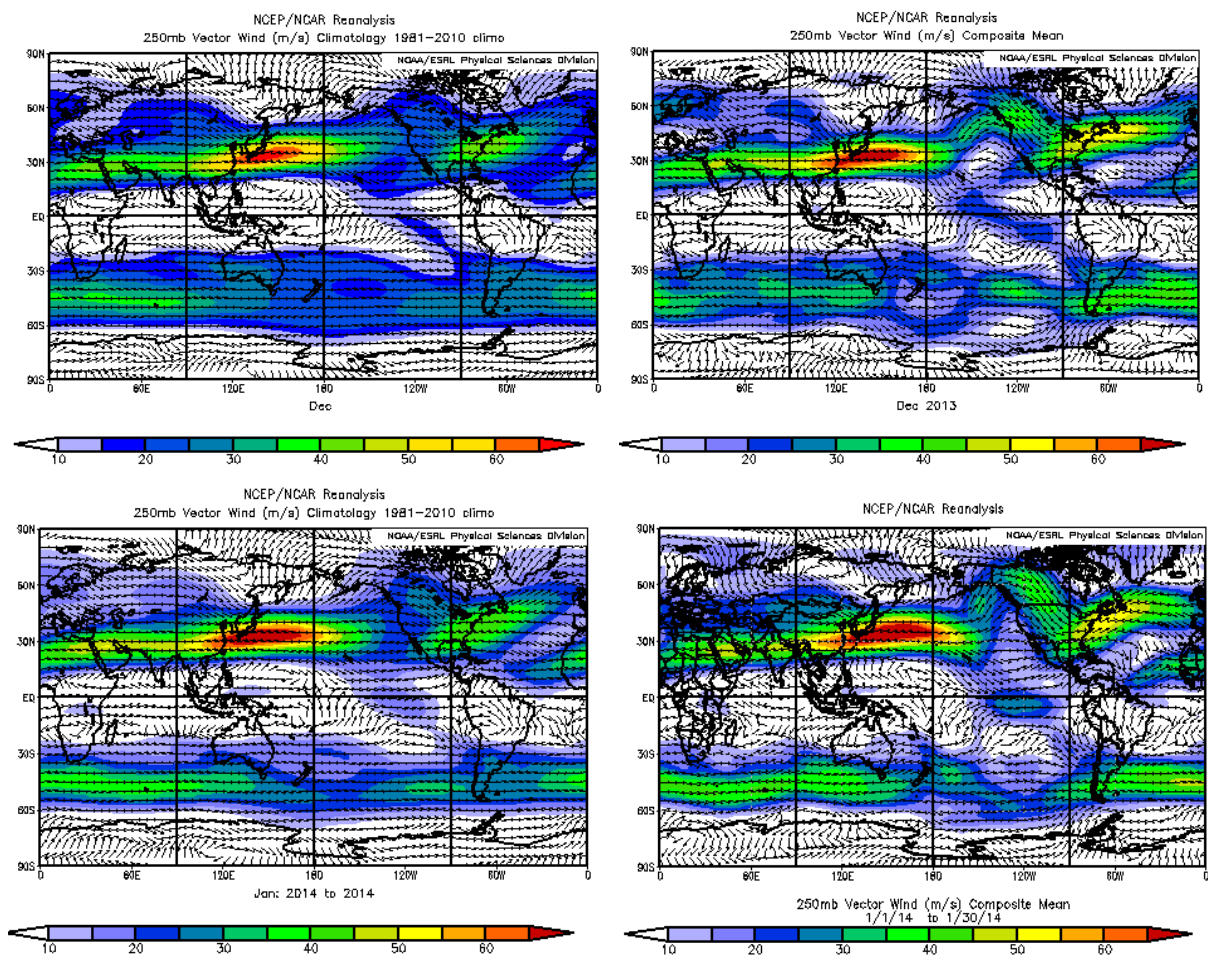 NCEP/NCAR Reanalysis
250mb Vector Wind (m/s) Climatology 1981-2010 climo
NOAA/ESRL Physical Sciences Division
90N
60N
30N
EQ
30S
60S
90S
0 60E 120E 180 120W 60W 0
Dec
10 20 30 40 50 60
NCEP/NCAR Reanalysis
250mb Vector Wind (m/s) Composite Mean
NOAA/ESRL Physical Sciences Division
90N
60N
30N
EQ
30S
60S
90S
0 60E 120E 180 120W 60W 0
Dec 2013
10 20 30 40 50 60
NCEP/NCAR Reanalysis
250mb Vector Wind (m/s) Climatology 1981-2010 climo
NOAA/ESRL Physical Sciences Division
90N
60N
30N
EQ
30S
60S
90S
0 60E 120E 180 120W 60W 0
Jan: 2014 to 2014
10 20 30 40 50 60
NCEP/NCAR Reanalysis
NOAA/ESRL Physical Sciences Division
90N
60N
30N
EQ
30S
60S
90S
0 60E 120E 180 120W 60W 0
250mb Vector Wind (m/s) Composite Mean
1/1/14 to 1/30/14
10 20 30 40 50 60